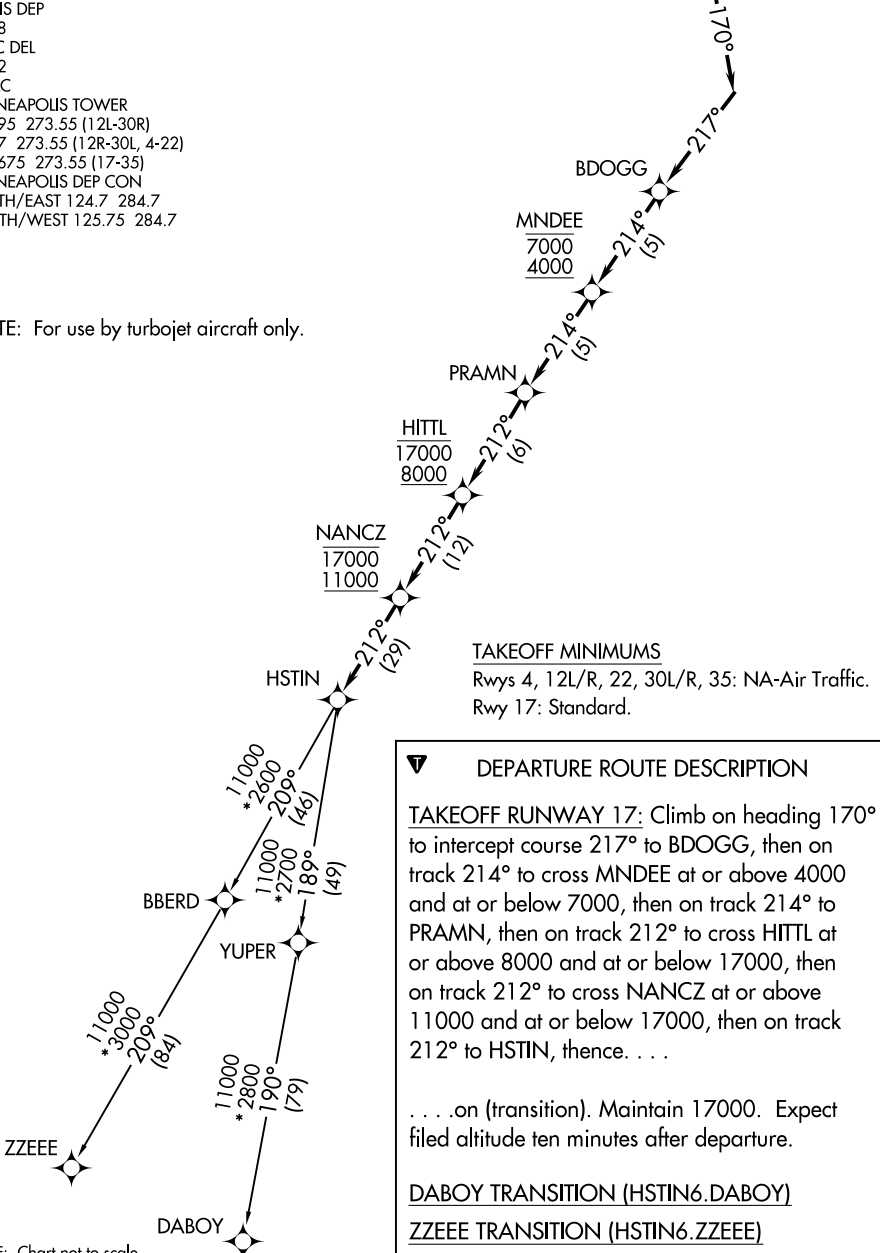 IS DEP
8
C DEL
2
C
NEAPOLIS TOWER
95 273.55 (12L-30R)
7 273.55 (12R-30L, 4-22)
675 273.55 (17-35)
NEAPOLIS DEP CON
TH/EAST 124.7 284.7
TH/WEST 125.75 284.7
170°
217°
BDOGG
214°
(5)
MNDEE
7000
4000
TE: For use by turbojet aircraft only.
214°
(5)
PRAMN
212°
(6)
HITTL
17000
8000
212°
(12)
NANCZ
17000
11000
212°
(29)
HSTIN
TAKEOFF MINIMUMS
Rwys 4, 12L/R, 22, 30L/R, 35: NA-Air Traffic.
Rwy 17: Standard.
11000
*2600
209°
(46)
11000
*2700
189°
(49)
BBERD
YUPER
11000
*3000
209°
(84)
11000
*2800
190°
(79)
ZZEEE
DABOY
E: Chart not to scale.
T DEPARTURE ROUTE DESCRIPTION
TAKEOFF RUNWAY 17: Climb on heading 170°
to intercept course 217° to BDOGG, then on
track 214° to cross MNDEE at or above 4000
and at or below 7000, then on track 214° to
PRAMN, then on track 212° to cross HITTL at
or above 8000 and at or below 17000, then
on track 212° to cross NANCZ at or above
11000 and at or below 17000, then on track
212° to HSTIN, thence. . . .
. . . .on (transition). Maintain 17000. Expect
filed altitude ten minutes after departure.
DABOY TRANSITION (HSTIN6.DABOY)
ZZEEE TRANSITION (HSTIN6.ZZEEE)